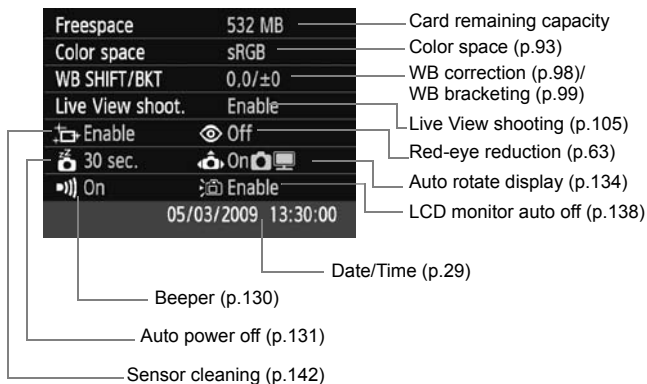 Freespace 532 MB Card remaining capacity
Color space sRGB Color space (p.93)
WB SHIFT/BKT 0,0/±0 WB correction (p.98)/
WB bracketing (p.99)
Live View shoot. Enable Live View shooting (p.105)
Enable Off Red-eye reduction (p.63)
30 sec. On Auto rotate display (p.134)
On Enable LCD monitor auto off (p.138)
05/03/2009 13:30:00
Date/Time (p.29)
Beeper (p.130)
Auto power off (p.131)
Sensor cleaning (p.142)